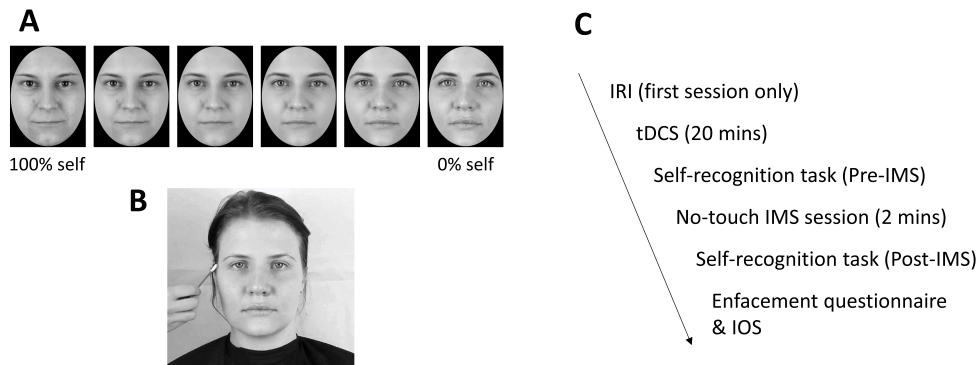 A
100% self
0% self
B
C
IRI (first session only)
tDCS (20 mins)
Self-recognition task (Pre-IMS)
No-touch IMS session (2 mins)
Self-recognition task (Post-IMS)
Enfacement questionnaire
& IOS